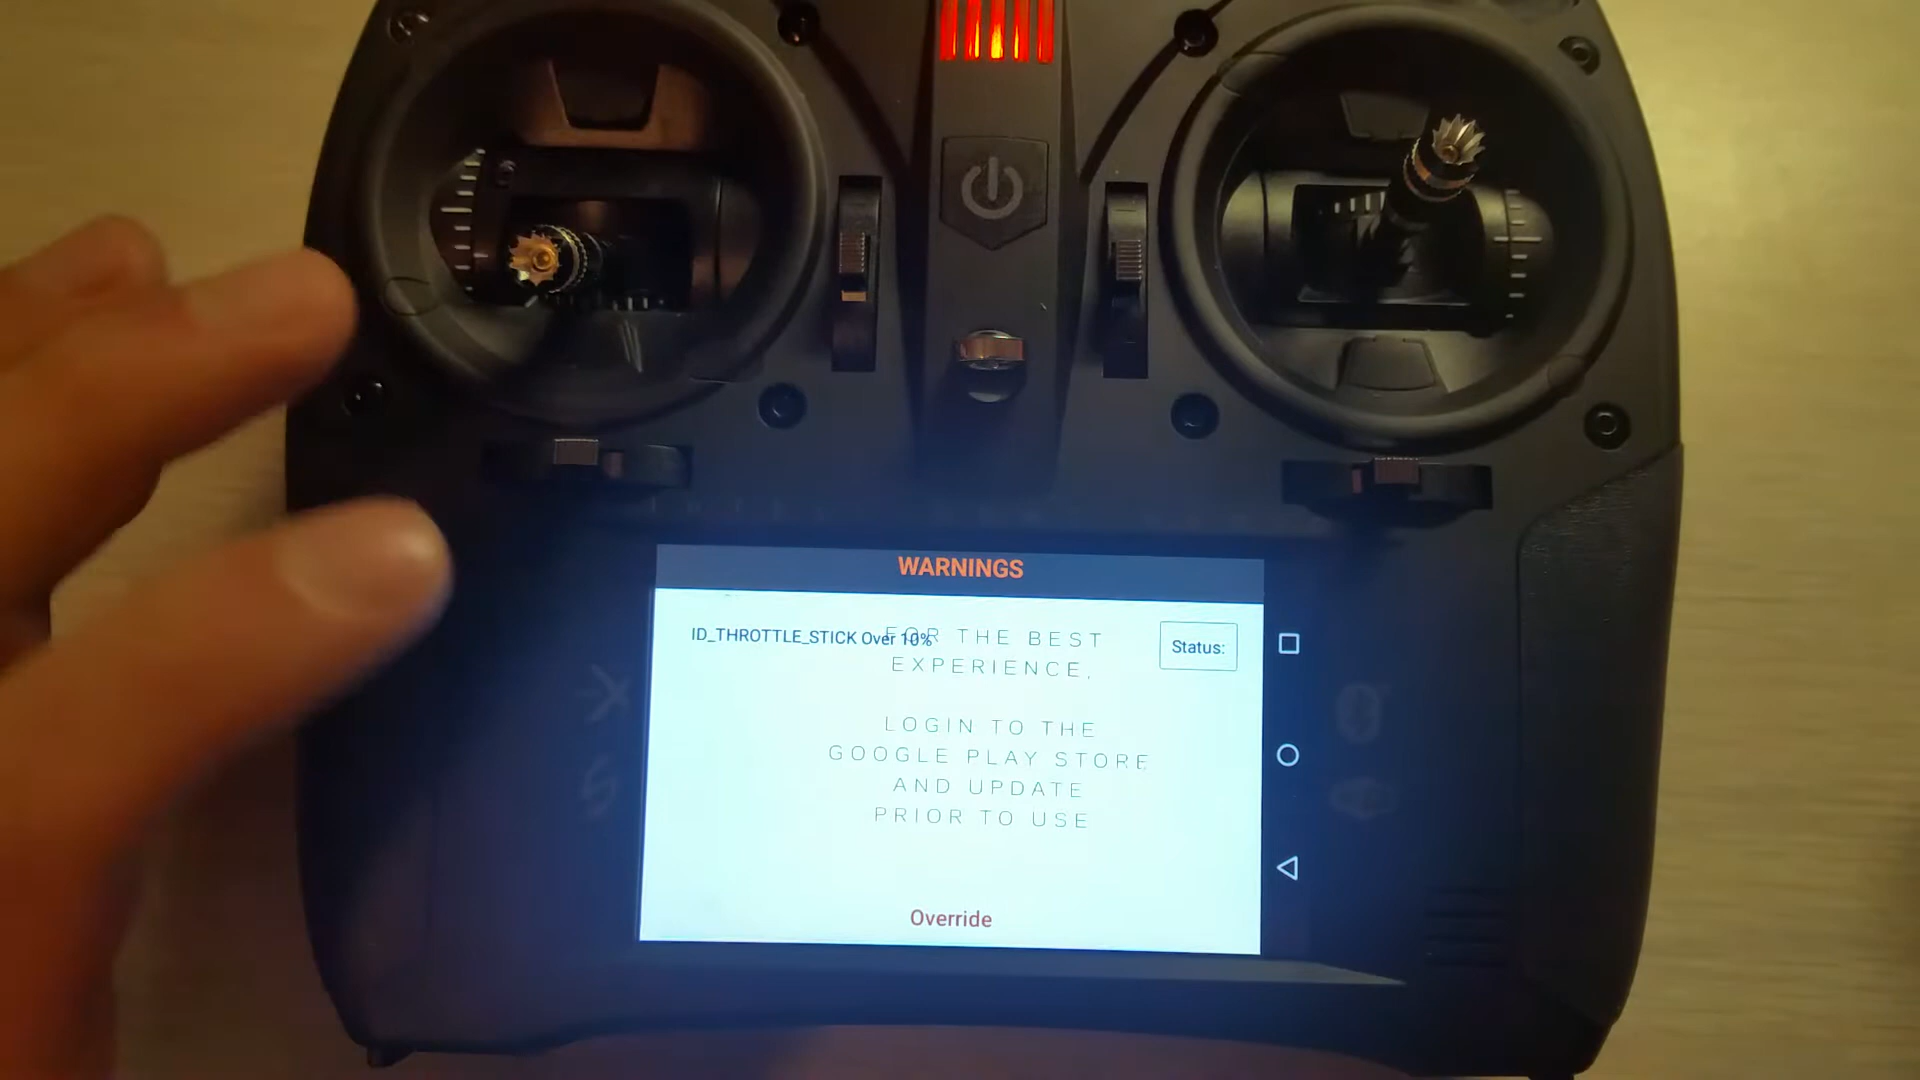 WARNINGS
ID_THROTTLE_STICK Over 10%
FOR THE BEST
EXPERIENCE,
Status:
LOGIN TO THE
GOOGLE PLAY STORE
AND UPDATE
PRIOR TO USE
Override